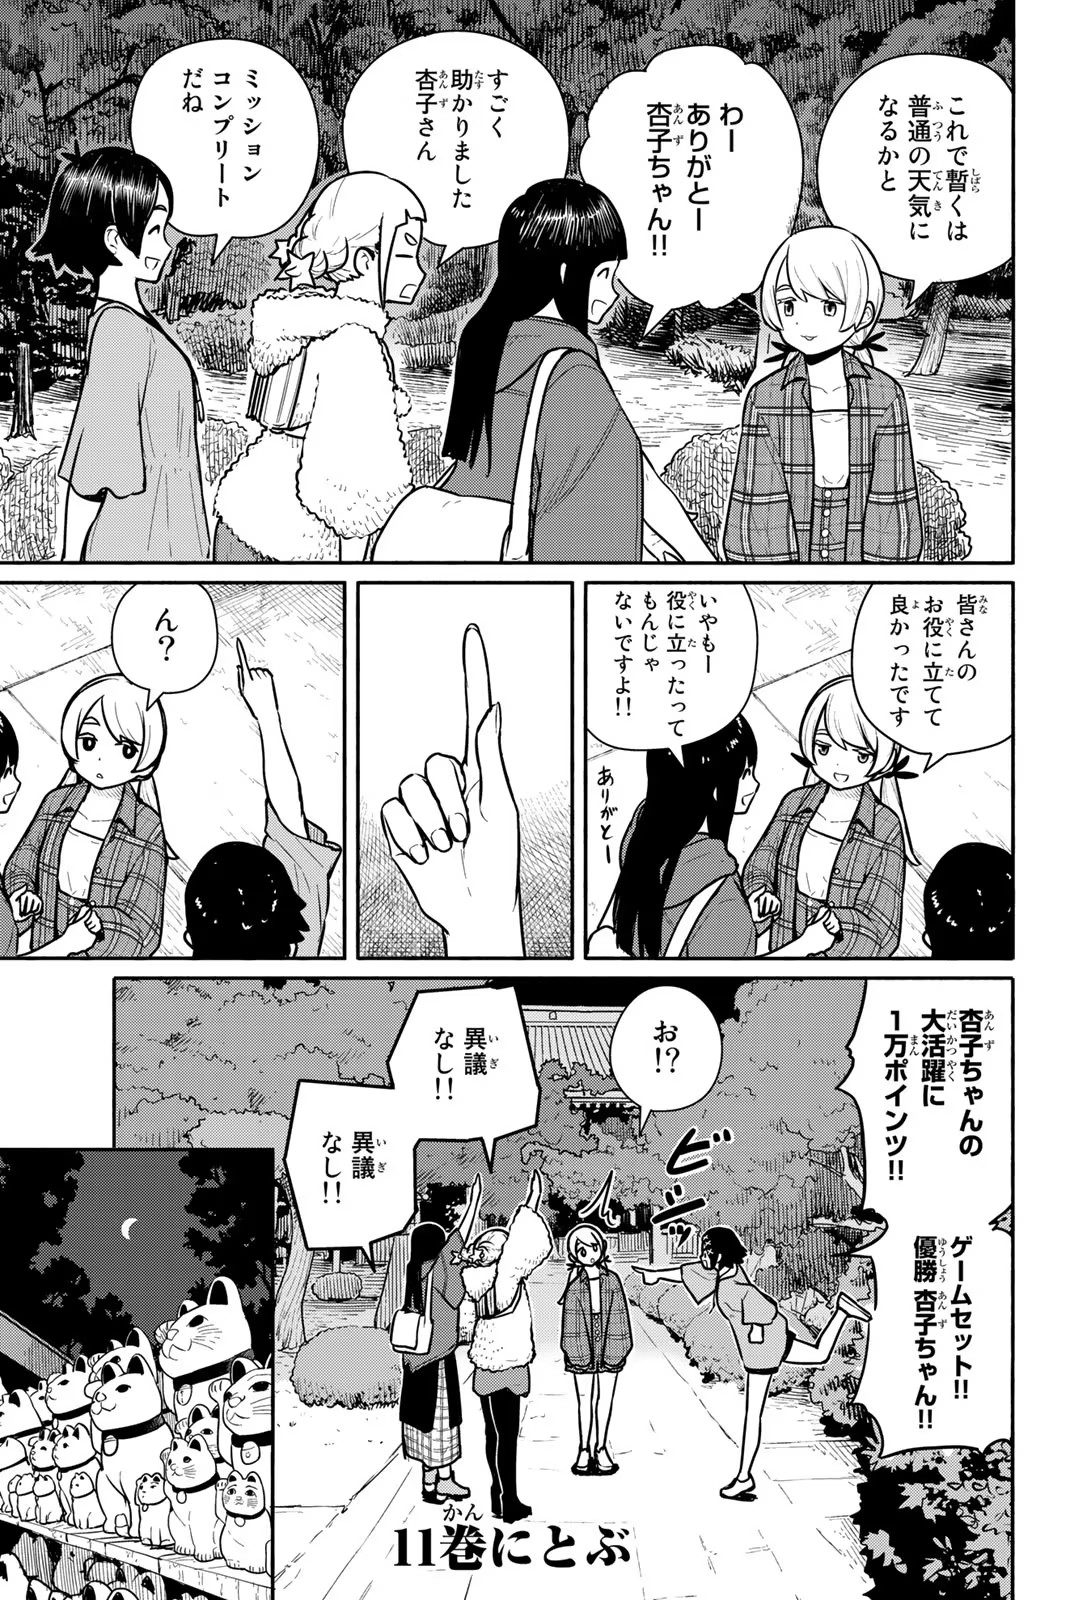 これで暫くは
普通の天気に
なるかと
わー
ありがとー
杏子ちゃん!!
すごく
助かりました
杏子さん
ミッション
コンプリート
だね
皆さんの
お役に立てて
良かったです
いやもー
役に立ったって
もんじゃ
ないですよ!!
ありがとー
ん?
杏子ちゃんの
大活躍に
1万ポインツ!!
ゲームセット!!
優勝 杏子ちゃん!!
お!?
ビシッ
異議
なし!!
異議
なし!!
11巻にとぶ